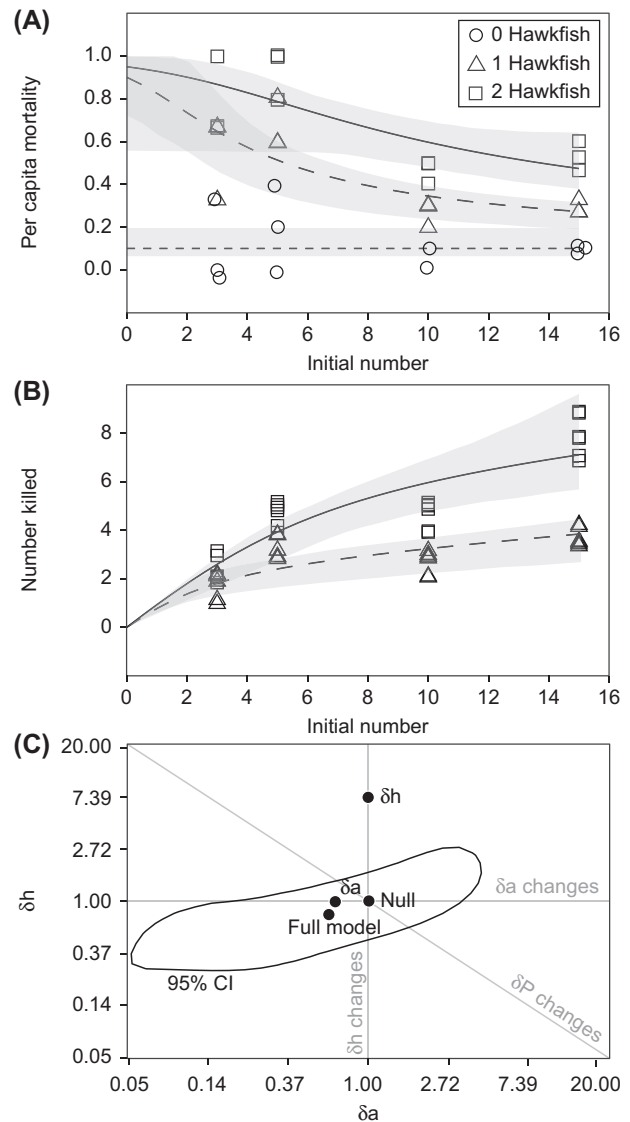 (A)
0 Hawkfish
1 Hawkfish
2 Hawkfish
1.0
0.8
0.6
0.4
0.2
0.0
Per capita mortality
0 2 4 6 8 10 12 14 16
Initial number
(B)
8
6
4
2
0
Number killed
0 2 4 6 8 10 12 14 16
Initial number
(C)
20.00
7.39
2.72
1.00
0.37
0.14
0.05
δh
δh
δa
δa changes
Null
Full model
95% CI
δh changes
δP changes
0.05 0.14 0.37 1.00 2.72 7.39 20.00
δa